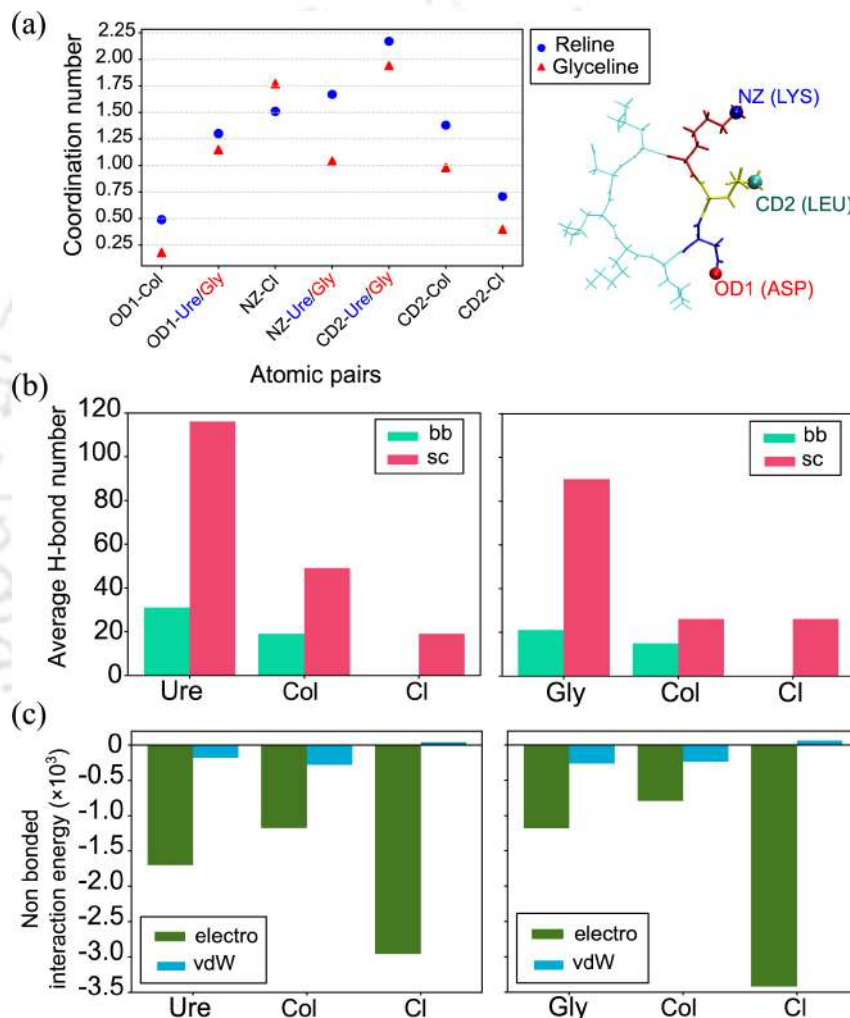 (a)
2.25
2.00
1.75
1.50
1.25
1.00
0.75
0.50
0.25
Coordination number
Reline
Glyceline
OD1-Col
OD1-Ure/Gly
NZ-Cl
NZ-Ure/Gly
CD2-Ure/Gly
CD2-Col
CD2-Cl
Atomic pairs
NZ (LYS)
CD2 (LEU)
OD1 (ASP)
(b)
Average H-bond number
120
100
80
60
40
20
0
bb
sc
Ure Col Cl
bb
sc
Gly Col Cl
(c)
Non bonded
interaction energy (×10³)
0
-0.5
-1.0
-1.5
-2.0
-2.5
-3.0
-3.5
electro
vdW
Ure Col Cl
electro
vdW
Gly Col Cl